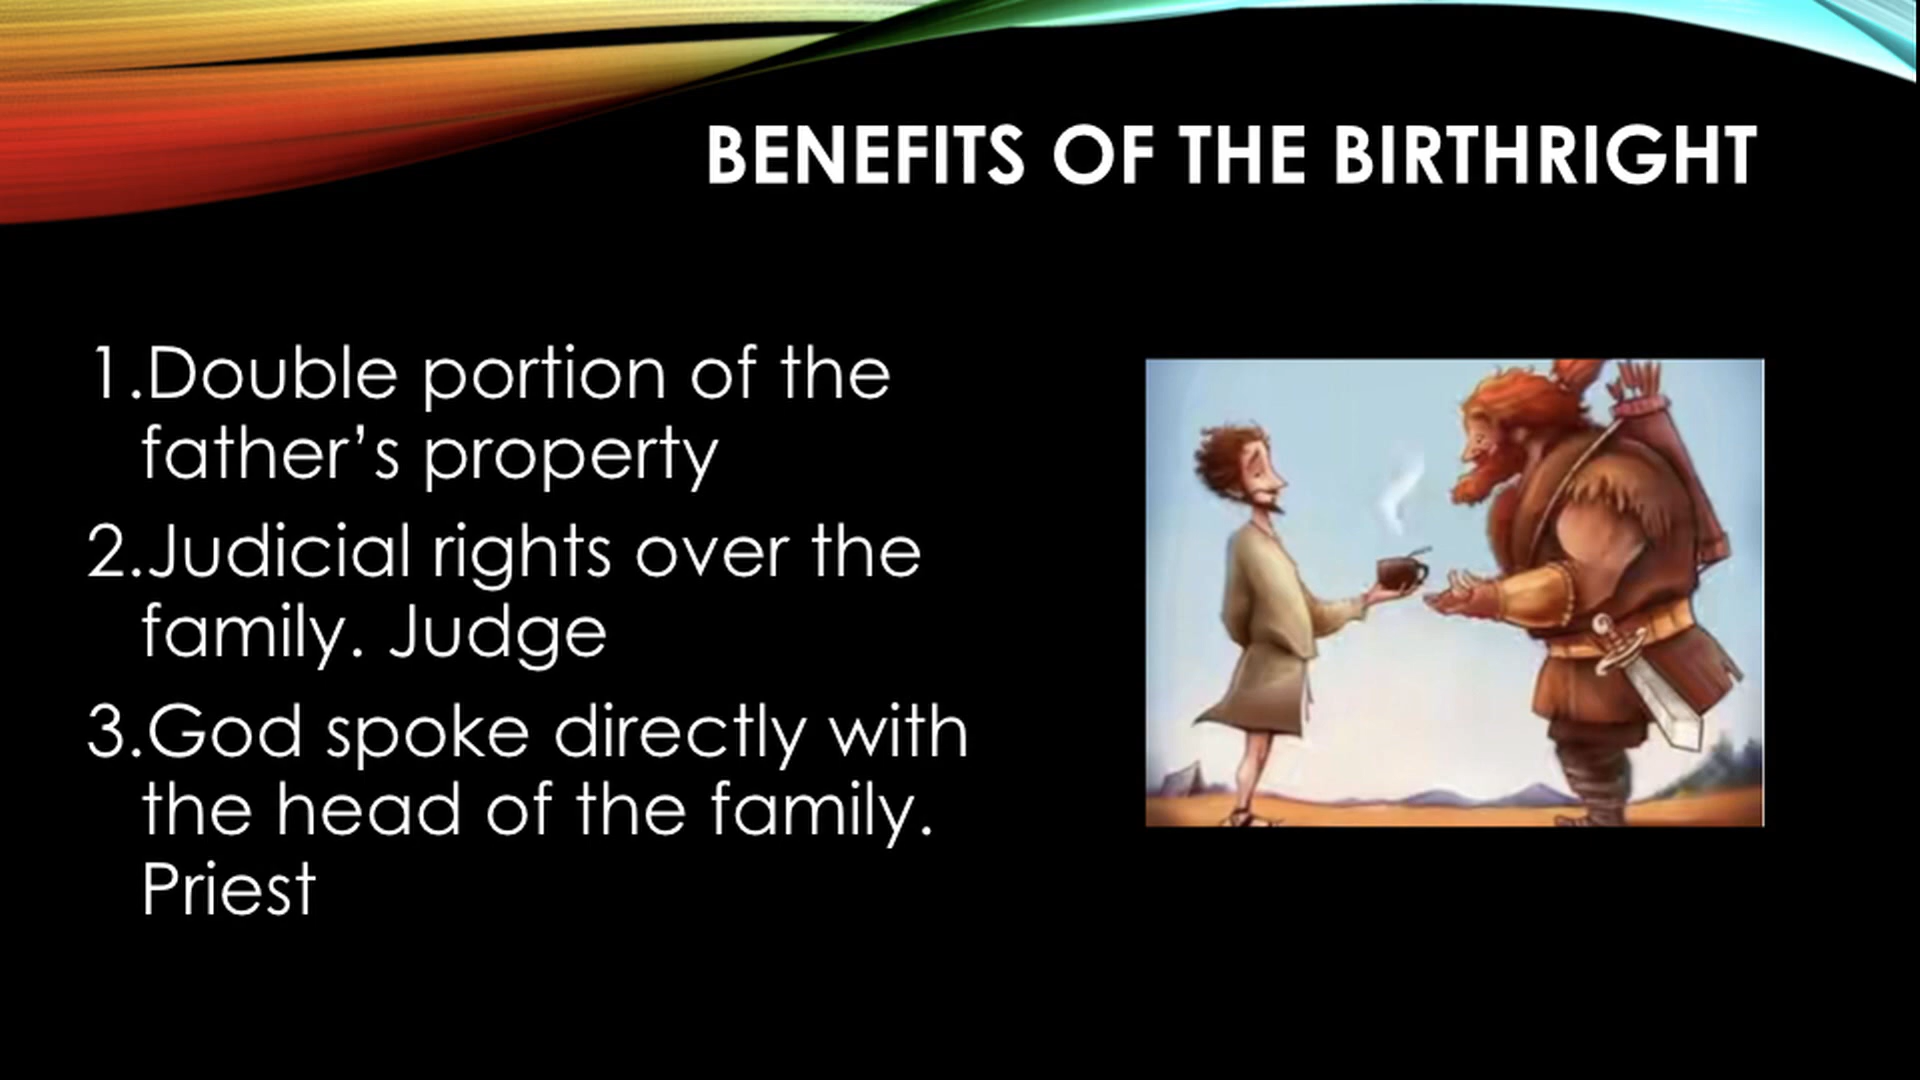 BENEFITS OF THE BIRTHRIGHT
1.Double portion of the
father’s property
2.Judicial rights over the
family. Judge
3.God spoke directly with
the head of the family.
Priest